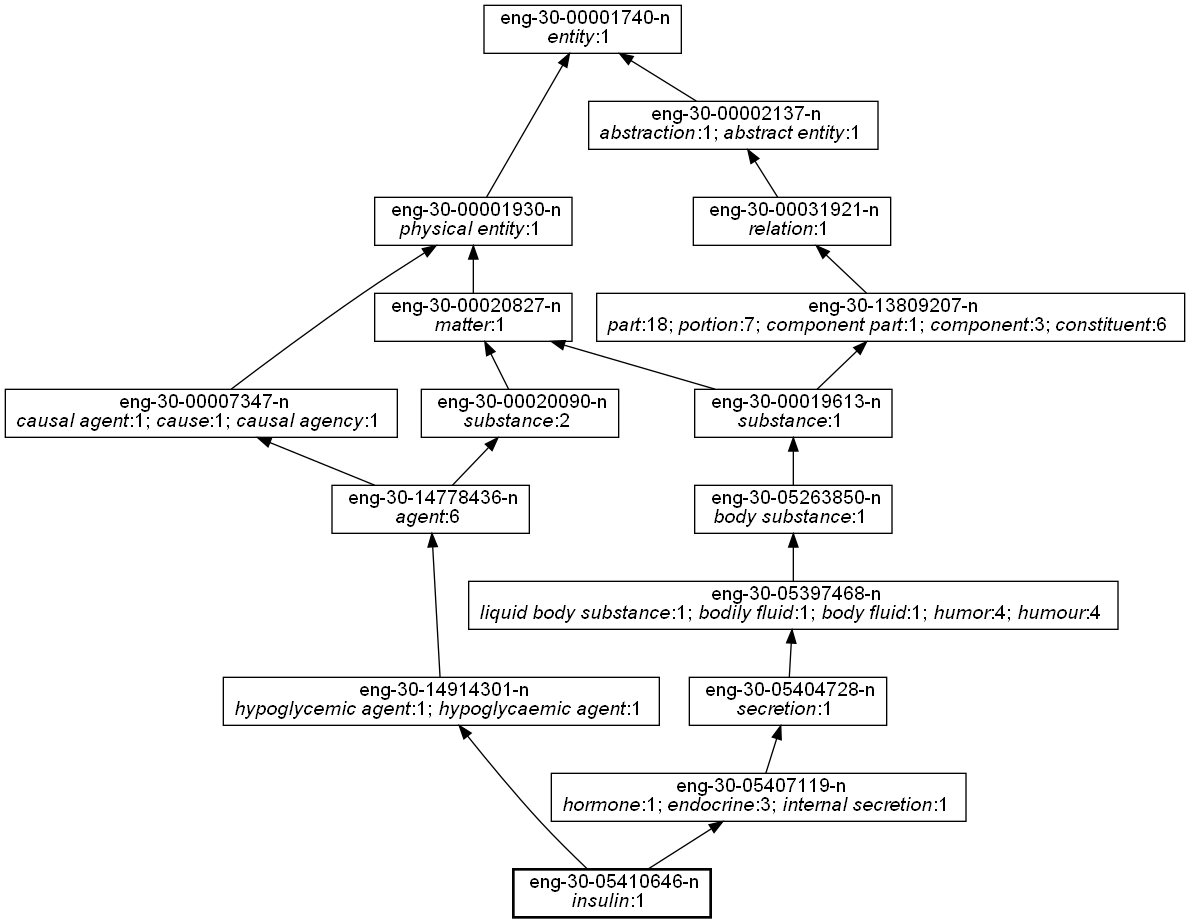 eng-30-00001740-n
entity:1
eng-30-00002137-n
abstraction:1; abstract entity:1
eng-30-00001930-n
physical entity:1
eng-30-00031921-n
relation:1
eng-30-00020827-n
matter:1
eng-30-13809207-n
part:18; portion:7; component part:1; component:3; constituent:6
eng-30-00007347-n
causal agent:1; cause:1; causal agency:1
eng-30-00020090-n
substance:2
eng-30-00019613-n
substance:1
eng-30-14778436-n
agent:6
eng-30-05263850-n
body substance:1
eng-30-05397468-n
liquid body substance:1; bodily fluid:1; body fluid:1; humor:4; humour:4
eng-30-14914301-n
hypoglycemic agent:1; hypoglycaemic agent:1
eng-30-05404728-n
secretion:1
eng-30-05407119-n
hormone:1; endocrine:3; internal secretion:1
eng-30-05410646-n
insulin:1